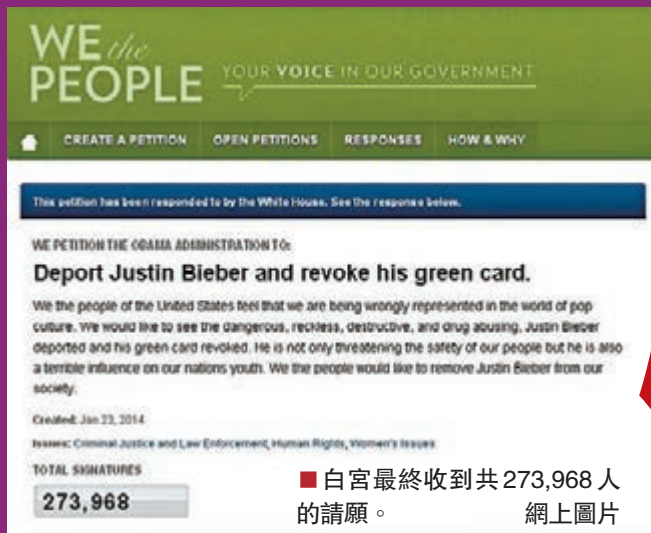 WE the
PEOPLE
YOUR VOICE IN OUR GOVERNMENT
CREATE A PETITION OPEN PETITIONS RESPONSES HOW & WHY
This petition has been responded to by the White House. See the response below.
WE PETITION THE OBAMA ADMINISTRATION TO:
Deport Justin Bieber and revoke his green card.
We the people of the United States feel that we are being wrongly represented in the world of pop
culture. We would like to see the dangerous, reckless, destructive, and drug abusing, Justin Bieber
deported and his green card revoked. He is not only threatening the safety of our people but he is also
a terrible influence on our nations youth. We the people would like to remove Justin Bieber from our
society.
Created: Jan 23, 2014
Issues: Criminal Justice and Law Enforcement, Human Rights, Women's Issues
TOTAL SIGNATURES
273,968
■白宮最終收到共273,968人
的請願。 網上圖片